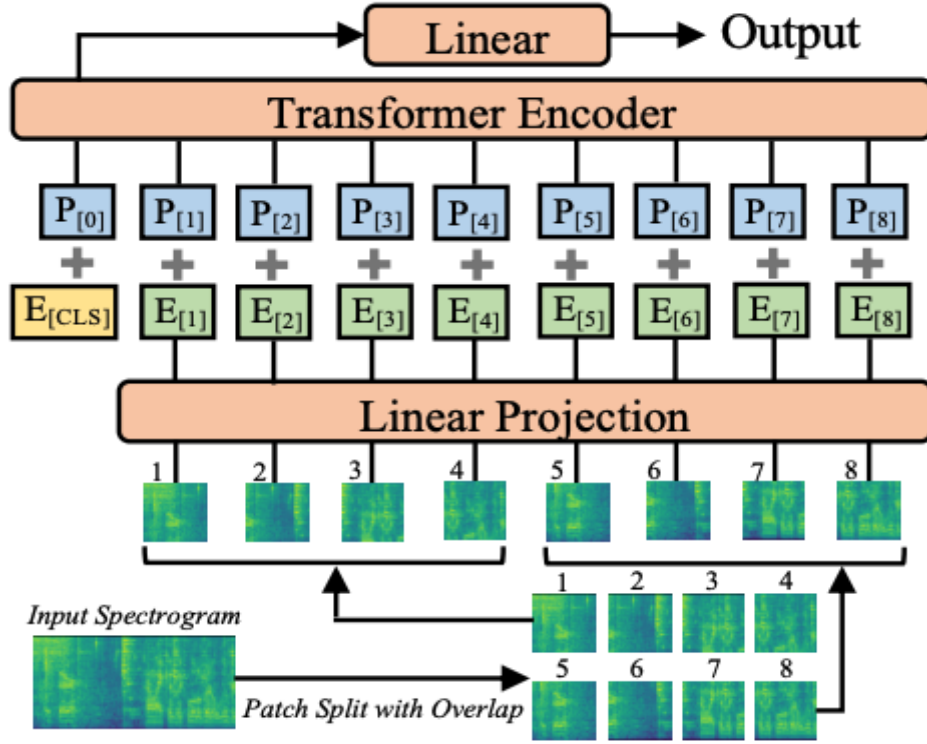 Linear Output
Transformer Encoder
P[0] P[1] P[2] P[3] P[4] P[5] P[6] P[7] P[8]
+ + + + + + + + +
E[CLS] E[1] E[2] E[3] E[4] E[5] E[6] E[7] E[8]
Linear Projection
1 2 3 4 5 6 7 8
1 2 3 4
Input Spectrogram
5 6 7 8
Patch Split with Overlap